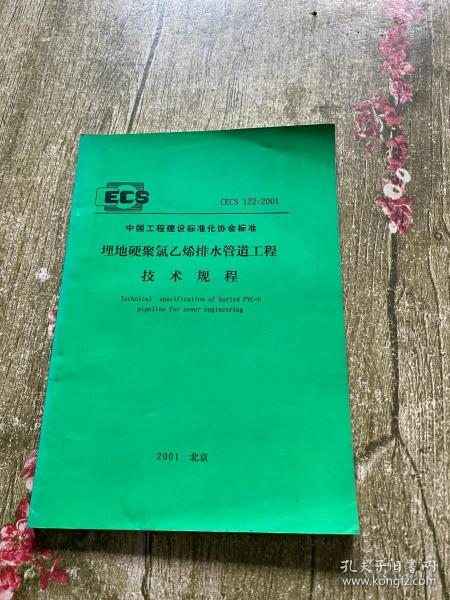 ECS
CECS 122:2001
中国工程建设标准化协会标准
埋地硬聚氯乙烯排水管道工程
技术规程
Technical specification of buried PVC-U
pipeline for sewer engineering
2001 北京
孔夫子旧书网
www.kongfz.com